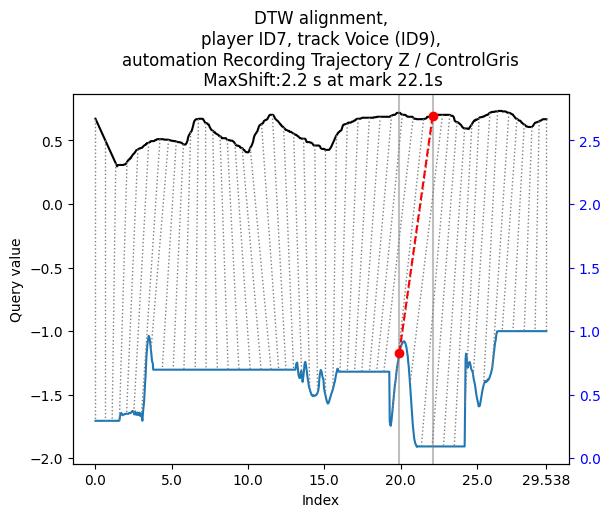 DTW alignment,
player ID7, track Voice (ID9),
automation Recording Trajectory Z / ControlGris
MaxShift:2.2 s at mark 22.1s
0.5
0.0
−0.5
−1.0
−1.5
−2.0
Query value
2.5
2.0
1.5
1.0
0.5
0.0
0.0 5.0 10.0 15.0 20.0 25.0 29.538
Index